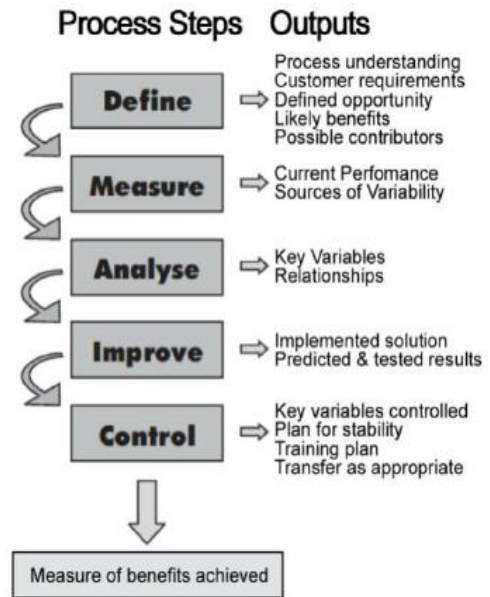 Process Steps Outputs
Define
Process understanding
Customer requirements
Defined opportunity
Likely benefits
Possible contributors
Measure
Current Perfomance
Sources of Variability
Analyse
Key Variables
Relationships
Improve
Implemented solution
Predicted & tested results
Control
Key variables controlled
Plan for stability
Training plan
Transfer as appropriate
Measure of benefits achieved